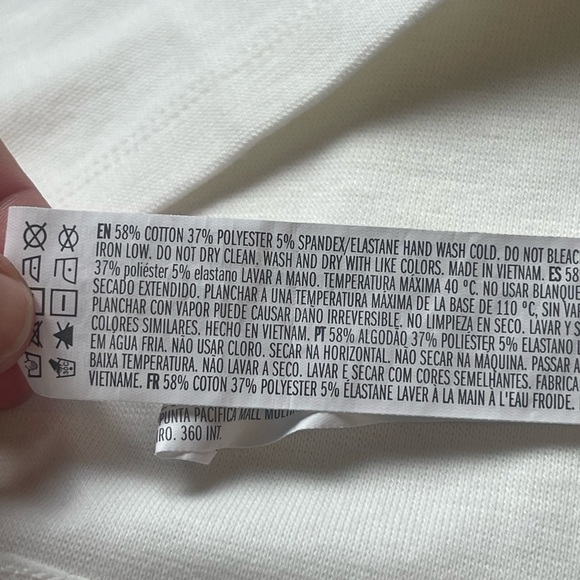 EN 58% COTTON 37% POLYESTER 5% SPANDEX/ELASTANE HAND WASH COLD. DO NOT BLEAC
IRON LOW. DO NOT DRY CLEAN. WASH AND DRY WITH LIKE COLORS. MADE IN VIETNAM. ES 58
37% poliéster 5% elastano LAVAR A MANO. TEMPERATURA MÁXIMA 40 °C. NO USAR BLANQUE
SECADO EXTENDIDO. PLANCHAR A UNA TEMPERATURA MÁXIMA DE LA BASE DE 110 °C, SIN VAP
PLANCHAR CON VAPOR PUEDE CAUSAR DAÑO IRREVERSIBLE. NO LIMPIEZA EN SECO. LAVAR Y S
COLORES SIMILARES. HECHO EN VIETNAM. PT 58% ALGODÃO 37% POLIÉSTER 5% ELASTANO
EM ÁGUA FRIA. NÃO USAR CLORO. SECAR NA HORIZONTAL. NÃO SECAR NA MÁQUINA. PASSAR A
BAIXA TEMPERATURA. NÃO LAVAR A SECO. LAVAR E SECAR COM CORES SEMELHANTES. FABRICA
VIETNAME. FR 58% COTON 37% POLYESTER 5% ÉLASTANE LAVER À LA MAIN À L'EAU FROIDE.
PUNTA PACIFICA MALL MULTI
RO. 360 INT.